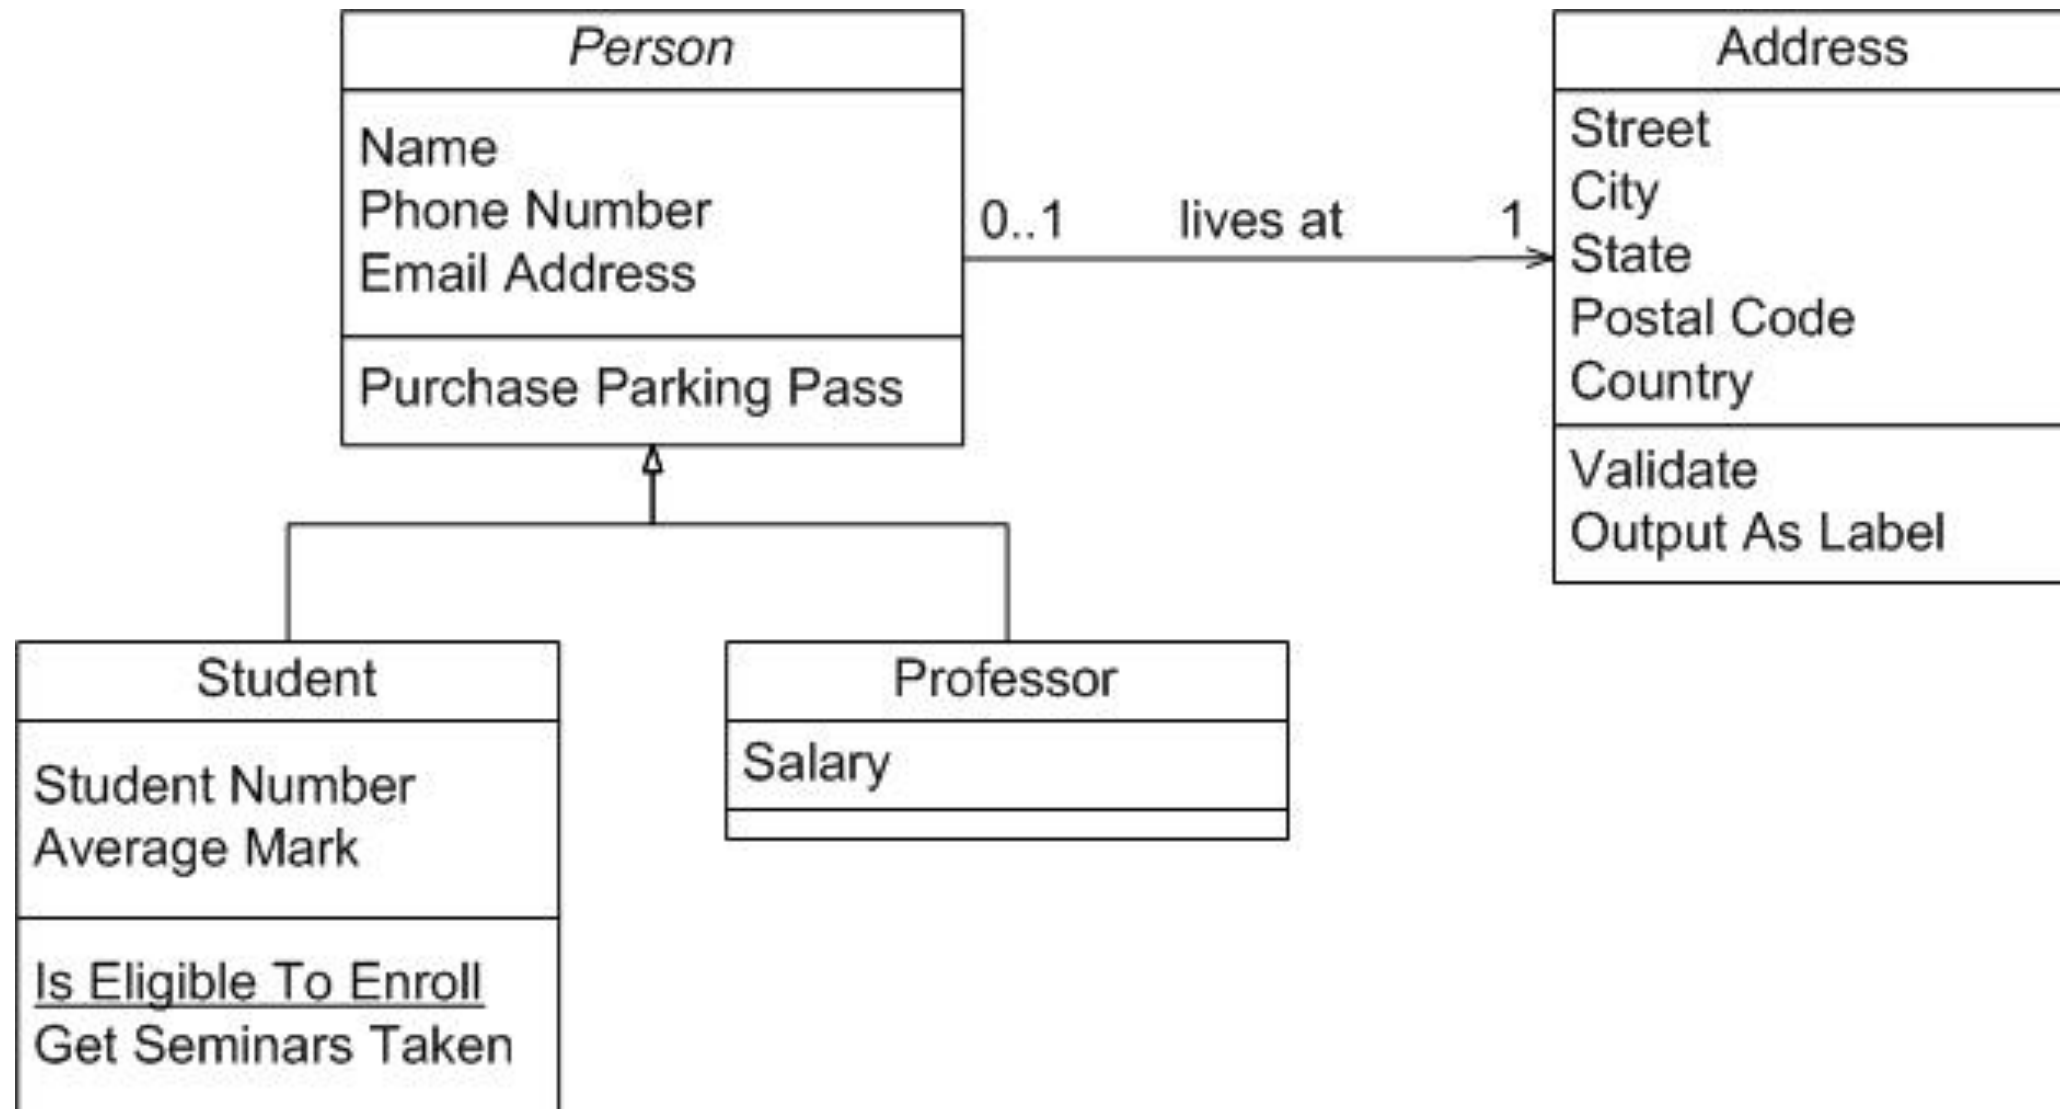 Person
Name
Phone Number
Email Address
Purchase Parking Pass
0..1 lives at 1
Address
Street
City
State
Postal Code
Country
Validate
Output As Label
Student
Student Number
Average Mark
Is Eligible To Enroll
Get Seminars Taken
Professor
Salary